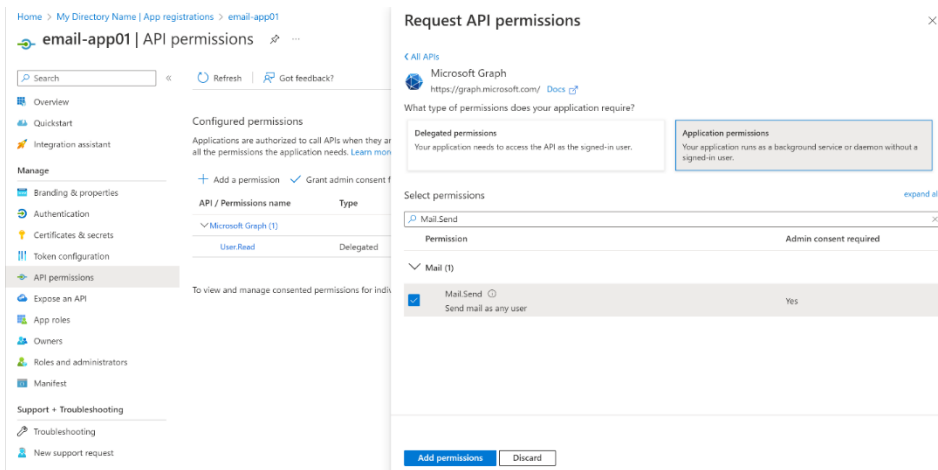 Home > My Directory Name | App registrations > email-app01
email-app01 | API permissions
Search
Overview
Quickstart
Integration assistant
Manage
Branding & properties
Authentication
Certificates & secrets
Token configuration
API permissions
Expose an API
App roles
Owners
Roles and administrators
Manifest
Support + Troubleshooting
Troubleshooting
New support request
Refresh
Got feedback?
Configured permissions
Applications are authorized to call APIs when they ar
all the permissions the application needs. Learn mor
Add a permission
Grant admin consent f
API / Permissions name
Type
Microsoft Graph (1)
User.Read
Delegated
To view and manage consented permissions for indiv
Request API permissions
All APIs
Microsoft Graph
https://graph.microsoft.com/ Docs
What type of permissions does your application require?
Delegated permissions
Your application needs to access the API as the signed-in user.
Application permissions
Your application runs as a background service or daemon without a
signed-in user.
Select permissions
expand al
Mail.Send
Permission
Admin consent required
Mail (1)
Mail.Send
Send mail as any user
Yes
Add permissions
Discard